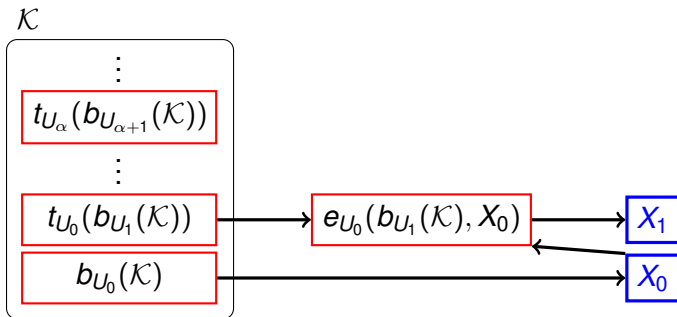 𝒦
⋮
t_{U_α}(b_{U_{α+1}}(𝒦))
⋮
t_{U_0}(b_{U_1}(𝒦)) e_{U_0}(b_{U_1}(𝒦), X_0) X_1
b_{U_0}(𝒦) X_0